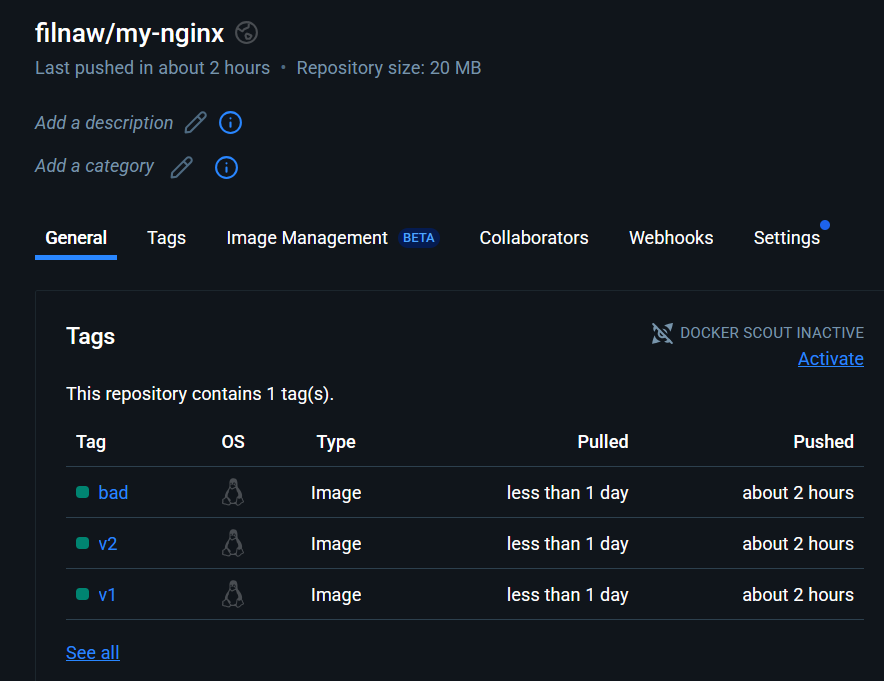 filnaw/my-nginx
Last pushed in about 2 hours • Repository size: 20 MB
Add a description
Add a category
General Tags Image Management BETA Collaborators Webhooks Settings
Tags
DOCKER SCOUT INACTIVE
Activate
This repository contains 1 tag(s).
Tag OS Type Pulled Pushed
bad Image less than 1 day about 2 hours
v2 Image less than 1 day about 2 hours
v1 Image less than 1 day about 2 hours
See all